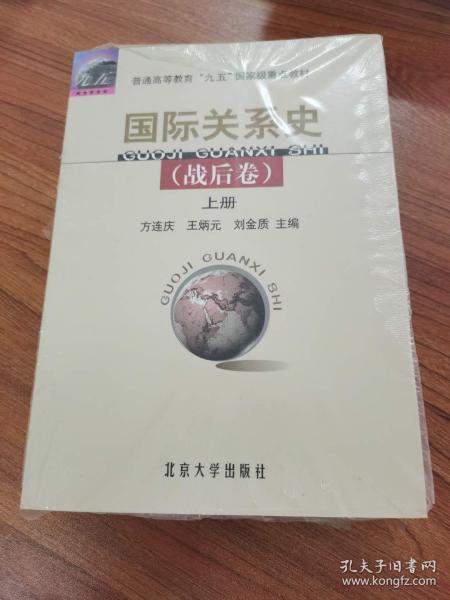 九五
普通高等教育“九五”国家级重点教材
国际关系史
GUOJI GUANXI SHI
（战后卷）
上册
方连庆 王炳元 刘金质 主编
GUOJI GUANXI SHI
北京大学出版社
孔夫子旧书网
www.kongfz.com